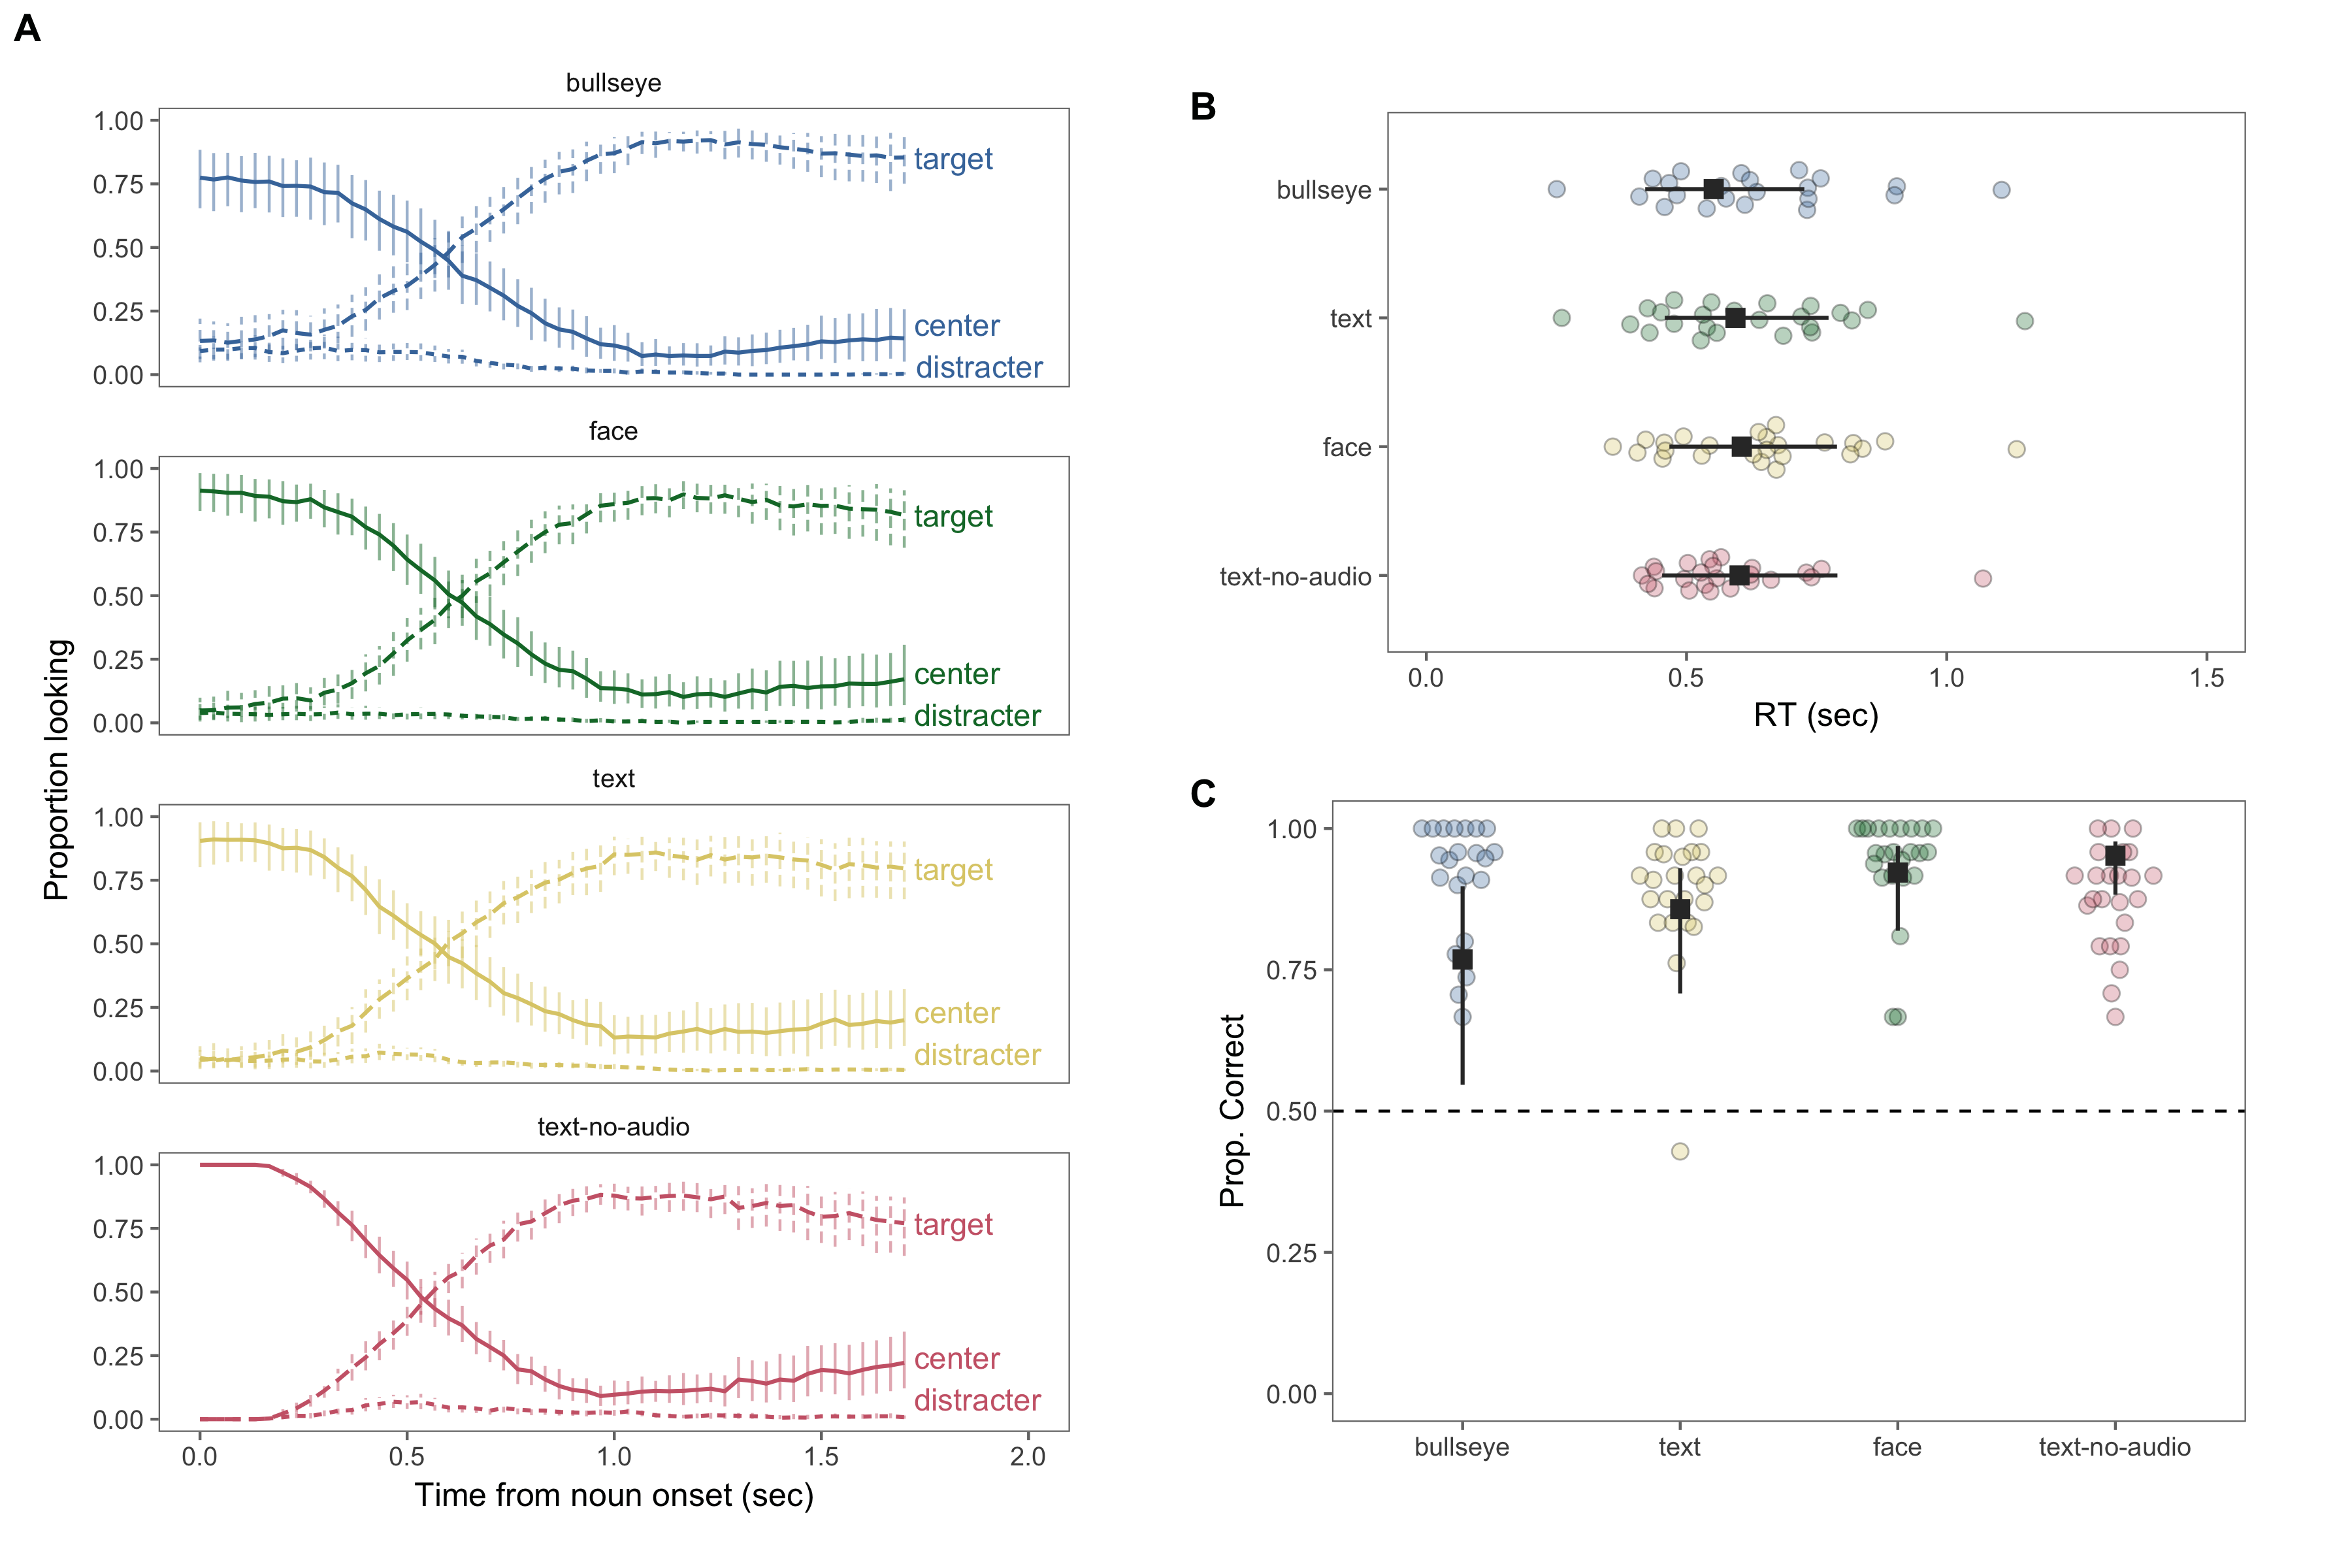 A
bullseye
1.00
0.75
0.50
0.25
0.00
target
center
distracter
face
1.00
0.75
0.50
0.25
0.00
target
center
distracter
text
1.00
0.75
0.50
0.25
0.00
target
center
distracter
text-no-audio
1.00
0.75
0.50
0.25
0.00
target
center
distracter
0.0 0.5 1.0 1.5 2.0
Time from noun onset (sec)
Proportion looking
B
bullseye
text
face
text-no-audio
0.0 0.5 1.0 1.5
RT (sec)
C
1.00
0.75
0.50
0.25
0.00
Prop. Correct
bullseye text face text-no-audio